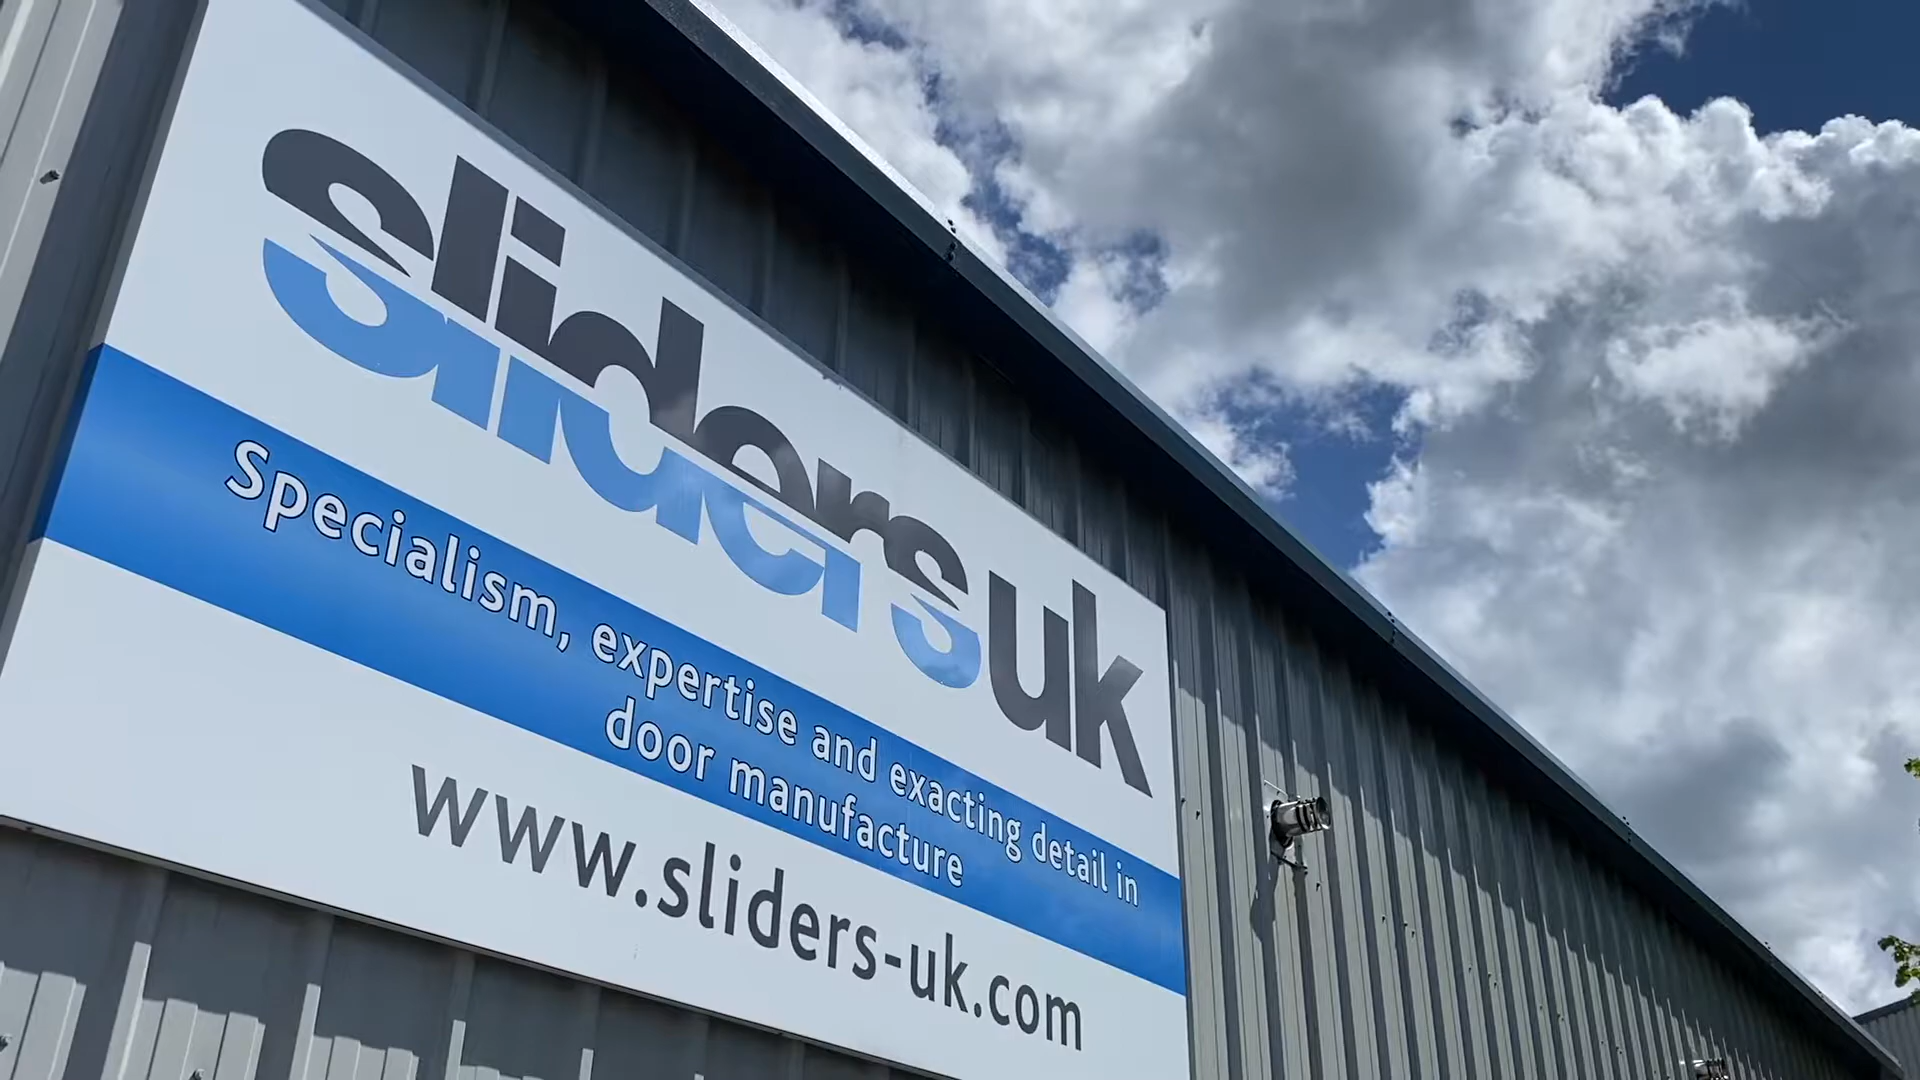 sliders uk
Specialism, expertise and exacting detail in
door manufacture
www.sliders-uk.com